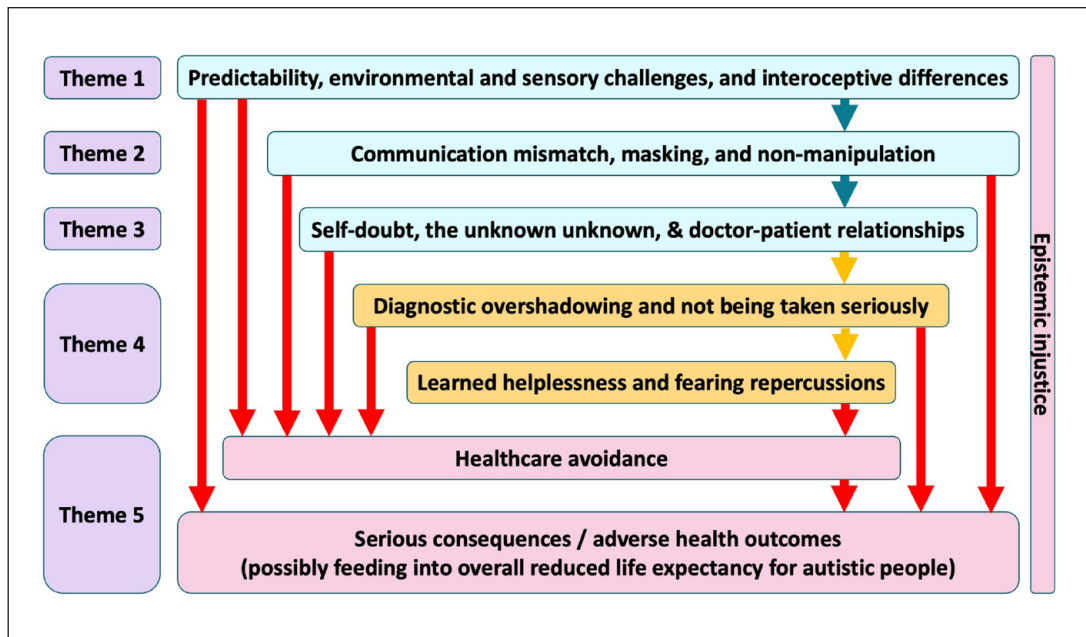 Theme 1
Predictability, environmental and sensory challenges, and interoceptive differences
Theme 2
Communication mismatch, masking, and non-manipulation
Theme 3
Self-doubt, the unknown unknown, & doctor-patient relationships
Theme 4
Diagnostic overshadowing and not being taken seriously
Learned helplessness and fearing repercussions
Theme 5
Healthcare avoidance
Serious consequences / adverse health outcomes
(possibly feeding into overall reduced life expectancy for autistic people)
Epistemic injustice